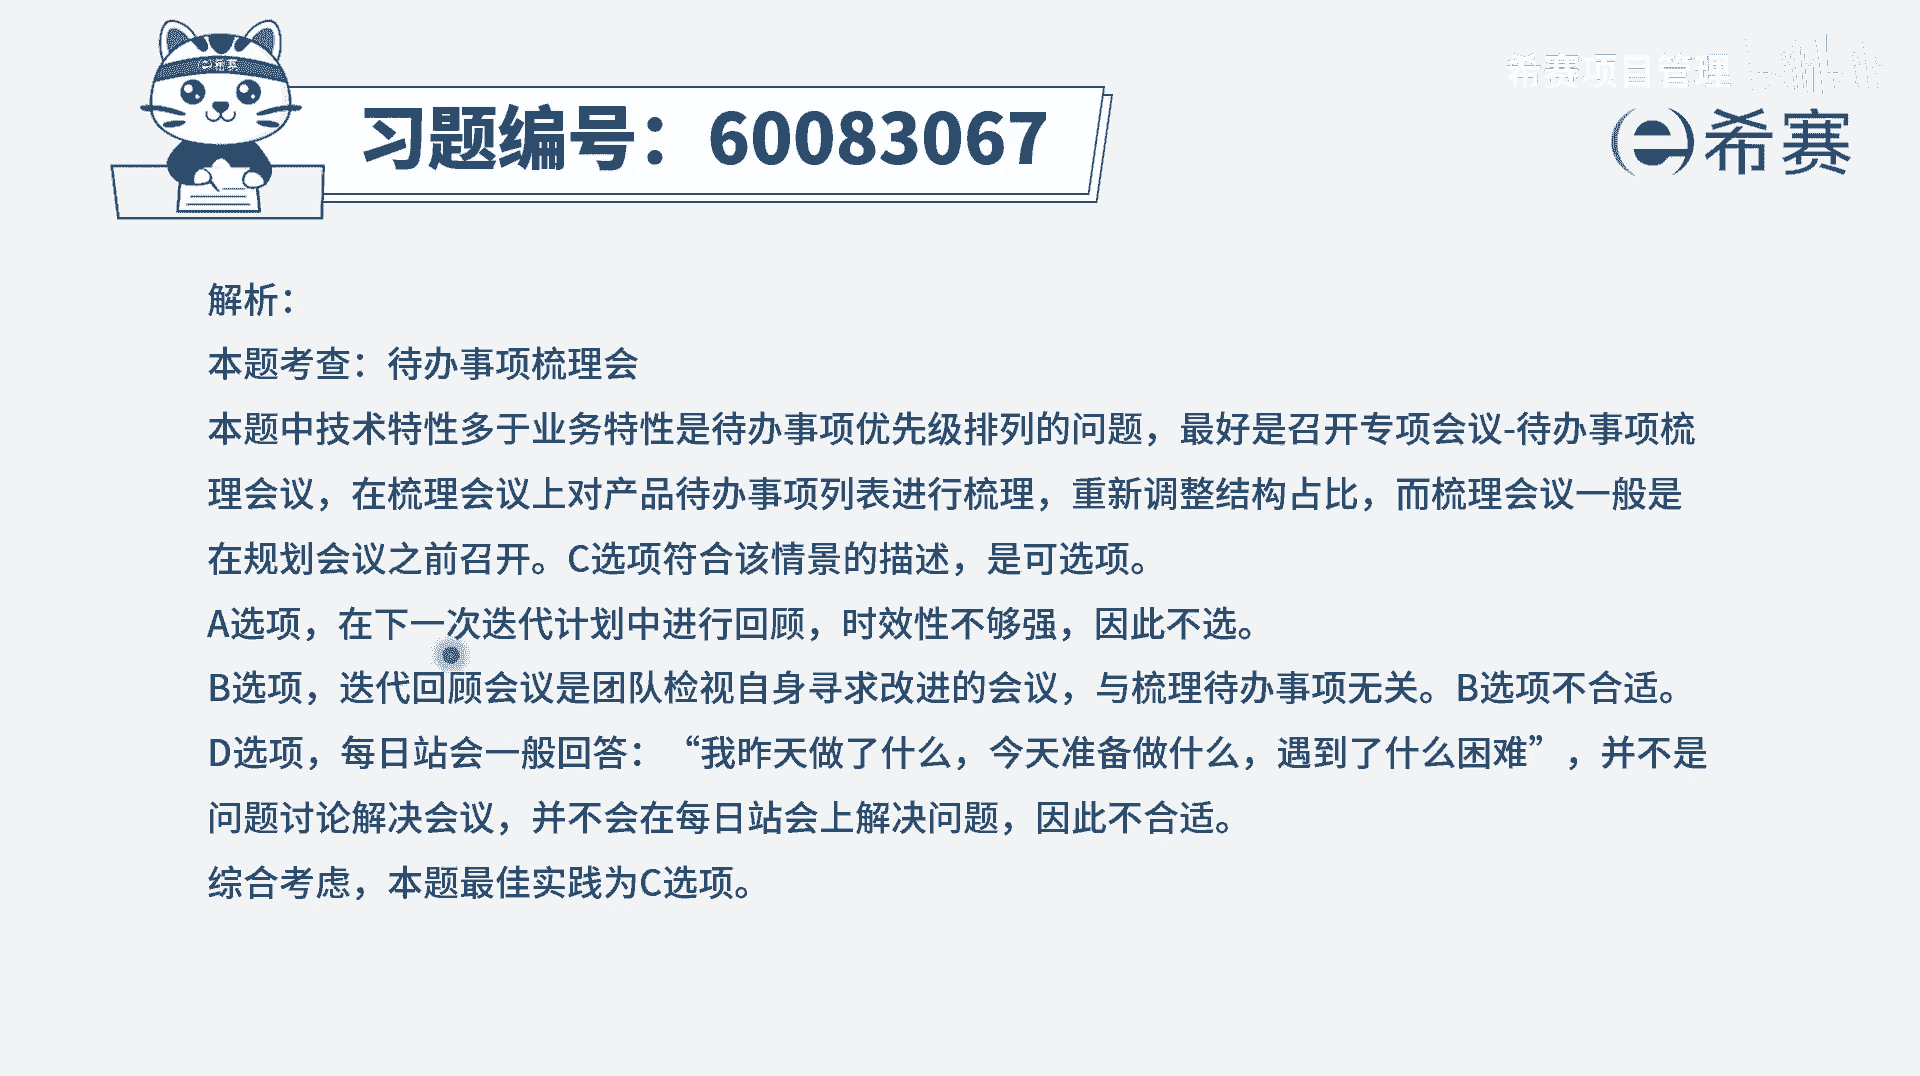 希赛项目管理
e希赛
习题编号：60083067
e希赛
解析：
本题考查：待办事项梳理会
本题中技术特性多于业务特性是待办事项优先级排列的问题，最好是召开专项会议-待办事项梳
理会议，在梳理会议上对产品待办事项列表进行梳理，重新调整结构占比，而梳理会议一般是
在规划会议之前召开。C选项符合该情景的描述，是可选项。
A选项，在下一次迭代计划中进行回顾，时效性不够强，因此不选。
B选项，迭代回顾会议是团队检视自身寻求改进的会议，与梳理待办事项无关。B选项不合适。
D选项，每日站会一般回答：“我昨天做了什么，今天准备做什么，遇到了什么困难”，并不是
问题讨论解决会议，并不会在每日站会上解决问题，因此不合适。
综合考虑，本题最佳实践为C选项。